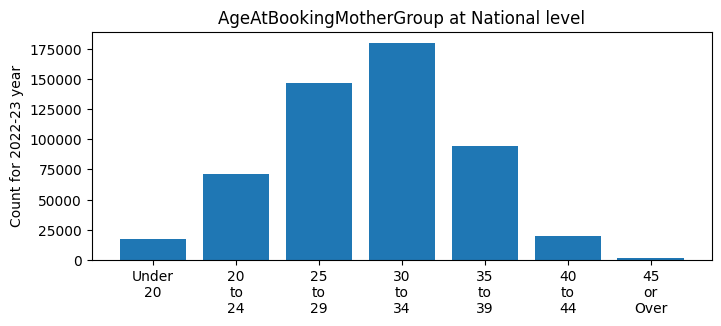 AgeAtBookingMotherGroup at National level
Count for 2022-23 year
175000
150000
125000
100000
75000
50000
25000
0
Under
20
20
to
24
25
to
29
30
to
34
35
to
39
40
to
44
45
or
Over